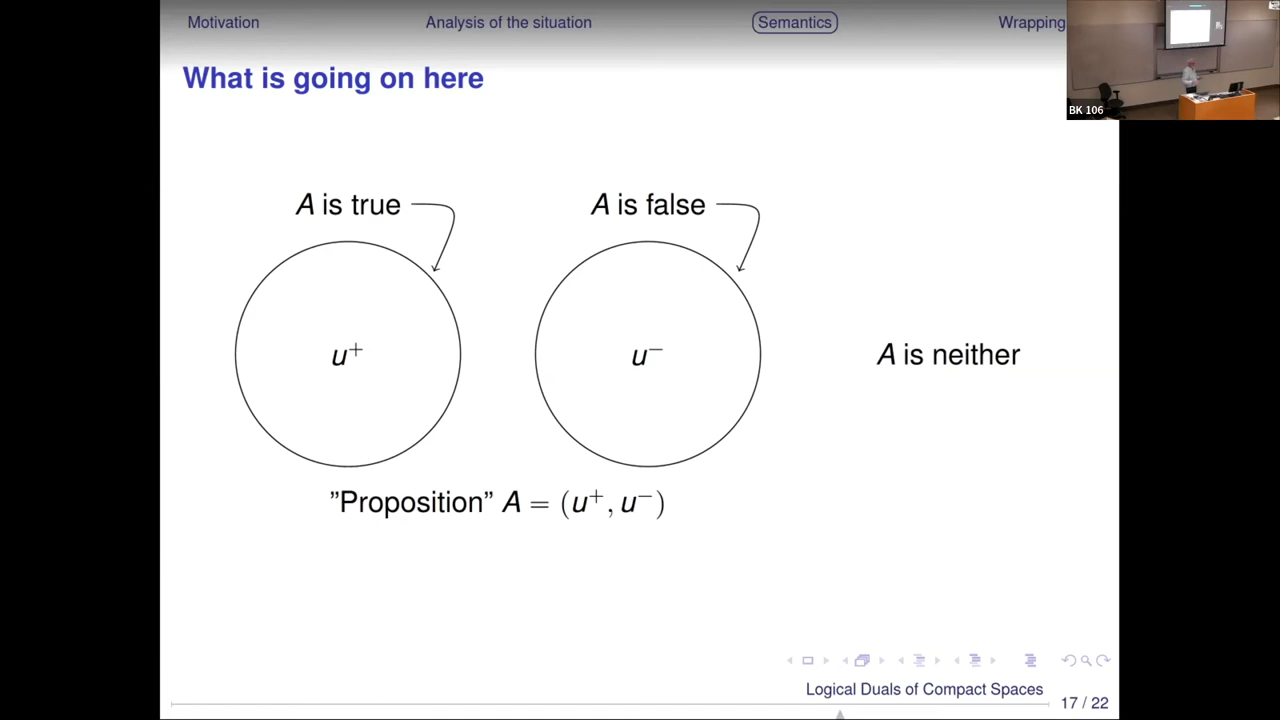 Motivation Analysis of the situation Semantics Wrapping
BK 106
What is going on here
A is true A is false
u⁺ u⁻ A is neither
”Proposition” A = (u⁺, u⁻)
Logical Duals of Compact Spaces
17 / 22